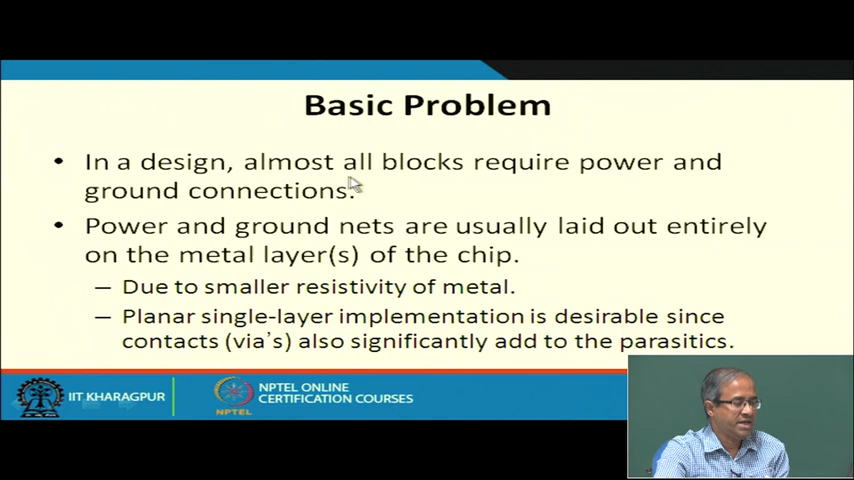 Basic Problem
• In a design, almost all blocks require power and
ground connections.
• Power and ground nets are usually laid out entirely
on the metal layer(s) of the chip.
– Due to smaller resistivity of metal.
– Planar single-layer implementation is desirable since
contacts (via's) also significantly add to the parasitics.
IIT KHARAGPUR
NPTEL
NPTEL ONLINE
CERTIFICATION COURSES